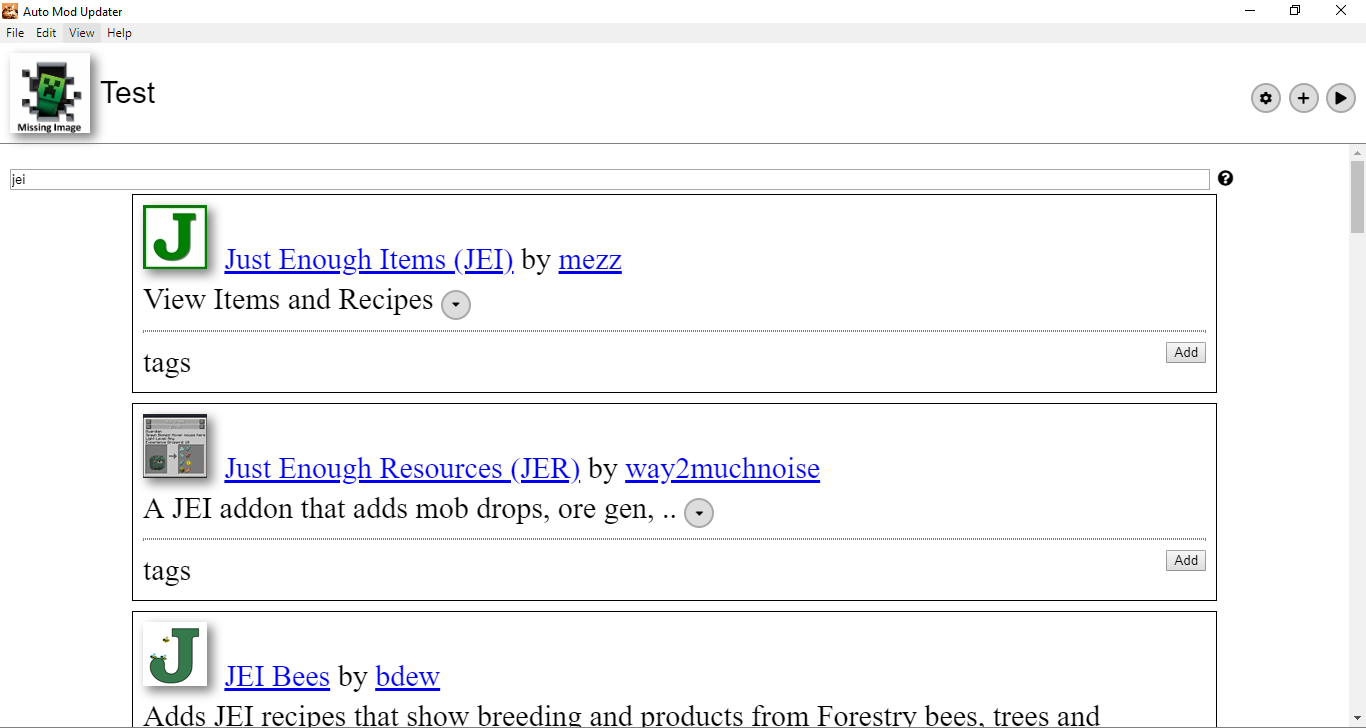 Auto Mod Updater
File Edit View Help
Test
Missing Image
jei
J
Just Enough Items (JEI) by mezz
View Items and Recipes
tags
Add
Just Enough Resources (JER) by way2muchnoise
A JEI addon that adds mob drops, ore gen, ..
tags
Add
J
JEI Bees by bdew
Adds JEI recipes that show breeding and products from Forestry bees, trees and